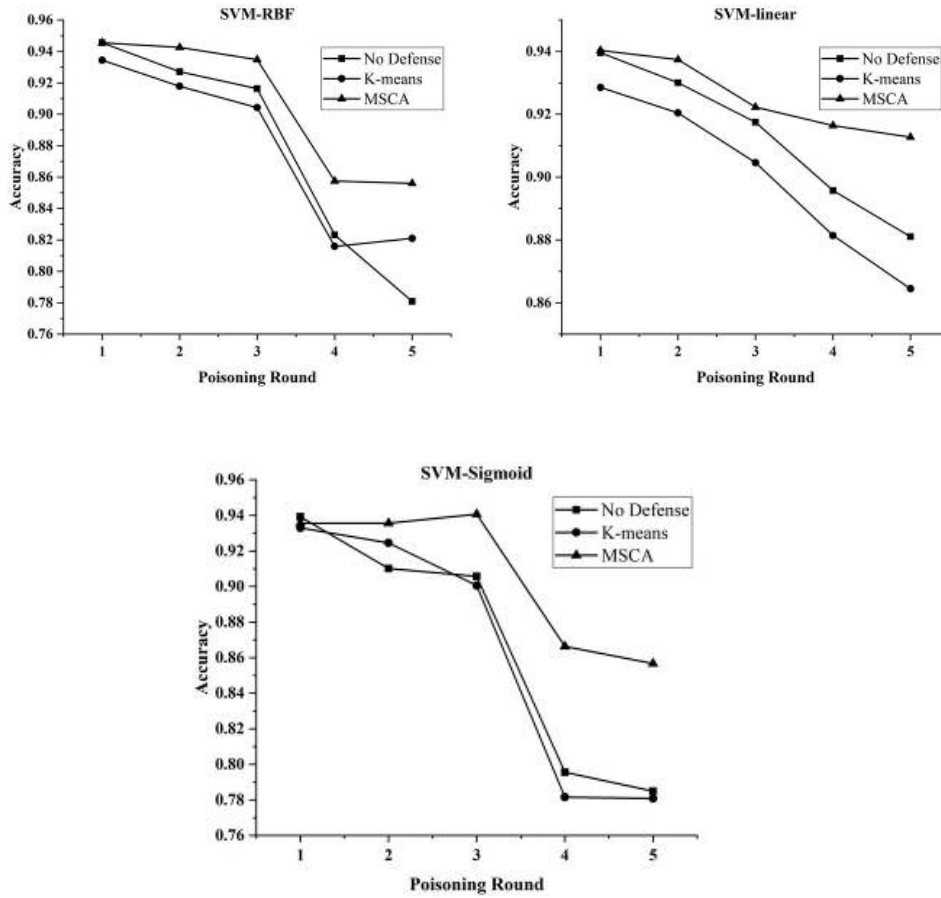 SVM-RBF
0.96
0.94
0.92
0.90
0.88
0.86
0.84
0.82
0.80
0.78
0.76
Accuracy
No Defense
K-means
MSCA
1 2 3 4 5
Poisoning Round
SVM-linear
0.94
0.92
0.90
0.88
0.86
Accuracy
No Defense
K-means
MSCA
1 2 3 4 5
Poisoning Round
SVM-Sigmoid
0.96
0.94
0.92
0.90
0.88
0.86
0.84
0.82
0.80
0.78
0.76
Accuracy
No Defense
K-means
MSCA
1 2 3 4 5
Poisoning Round